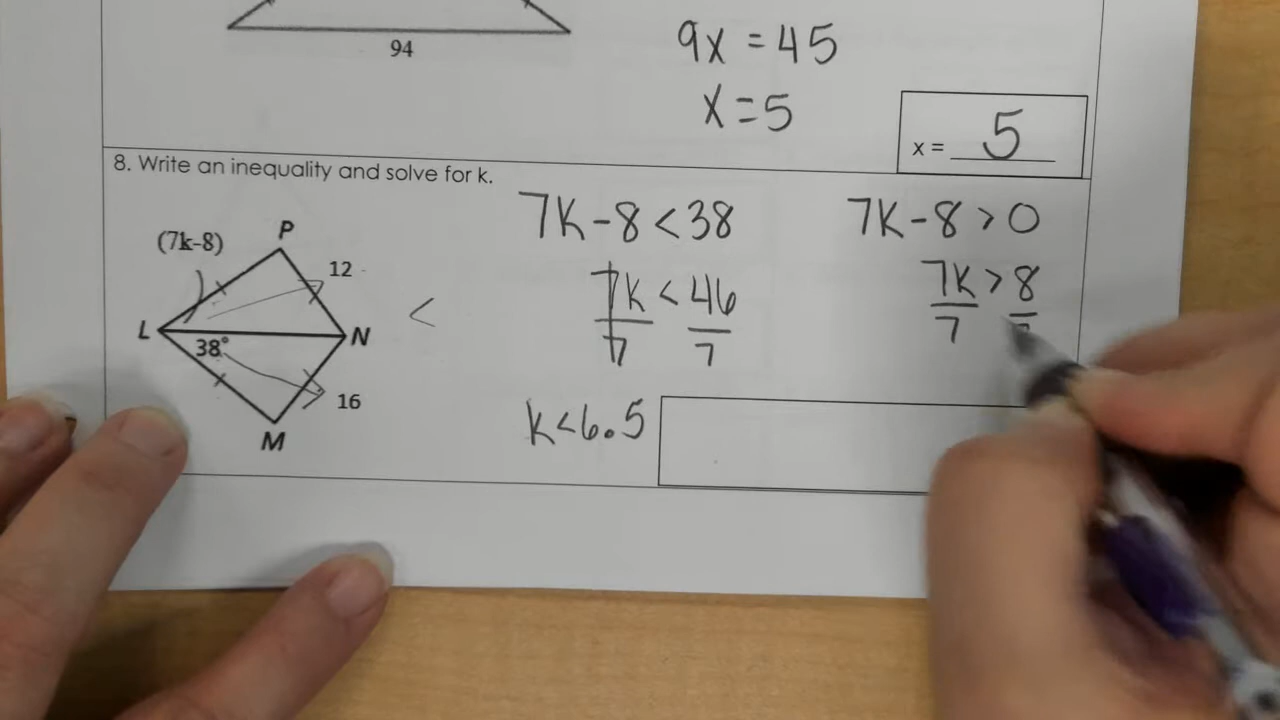 94
9x = 45
x = 5
x = 5
8. Write an inequality and solve for k.
7k - 8 < 38
7k - 8 > 0
(7k-8)
P
12
7k < 46
7 7
7k > 8
7
L
N
<
38°
16
M
k < 6.5